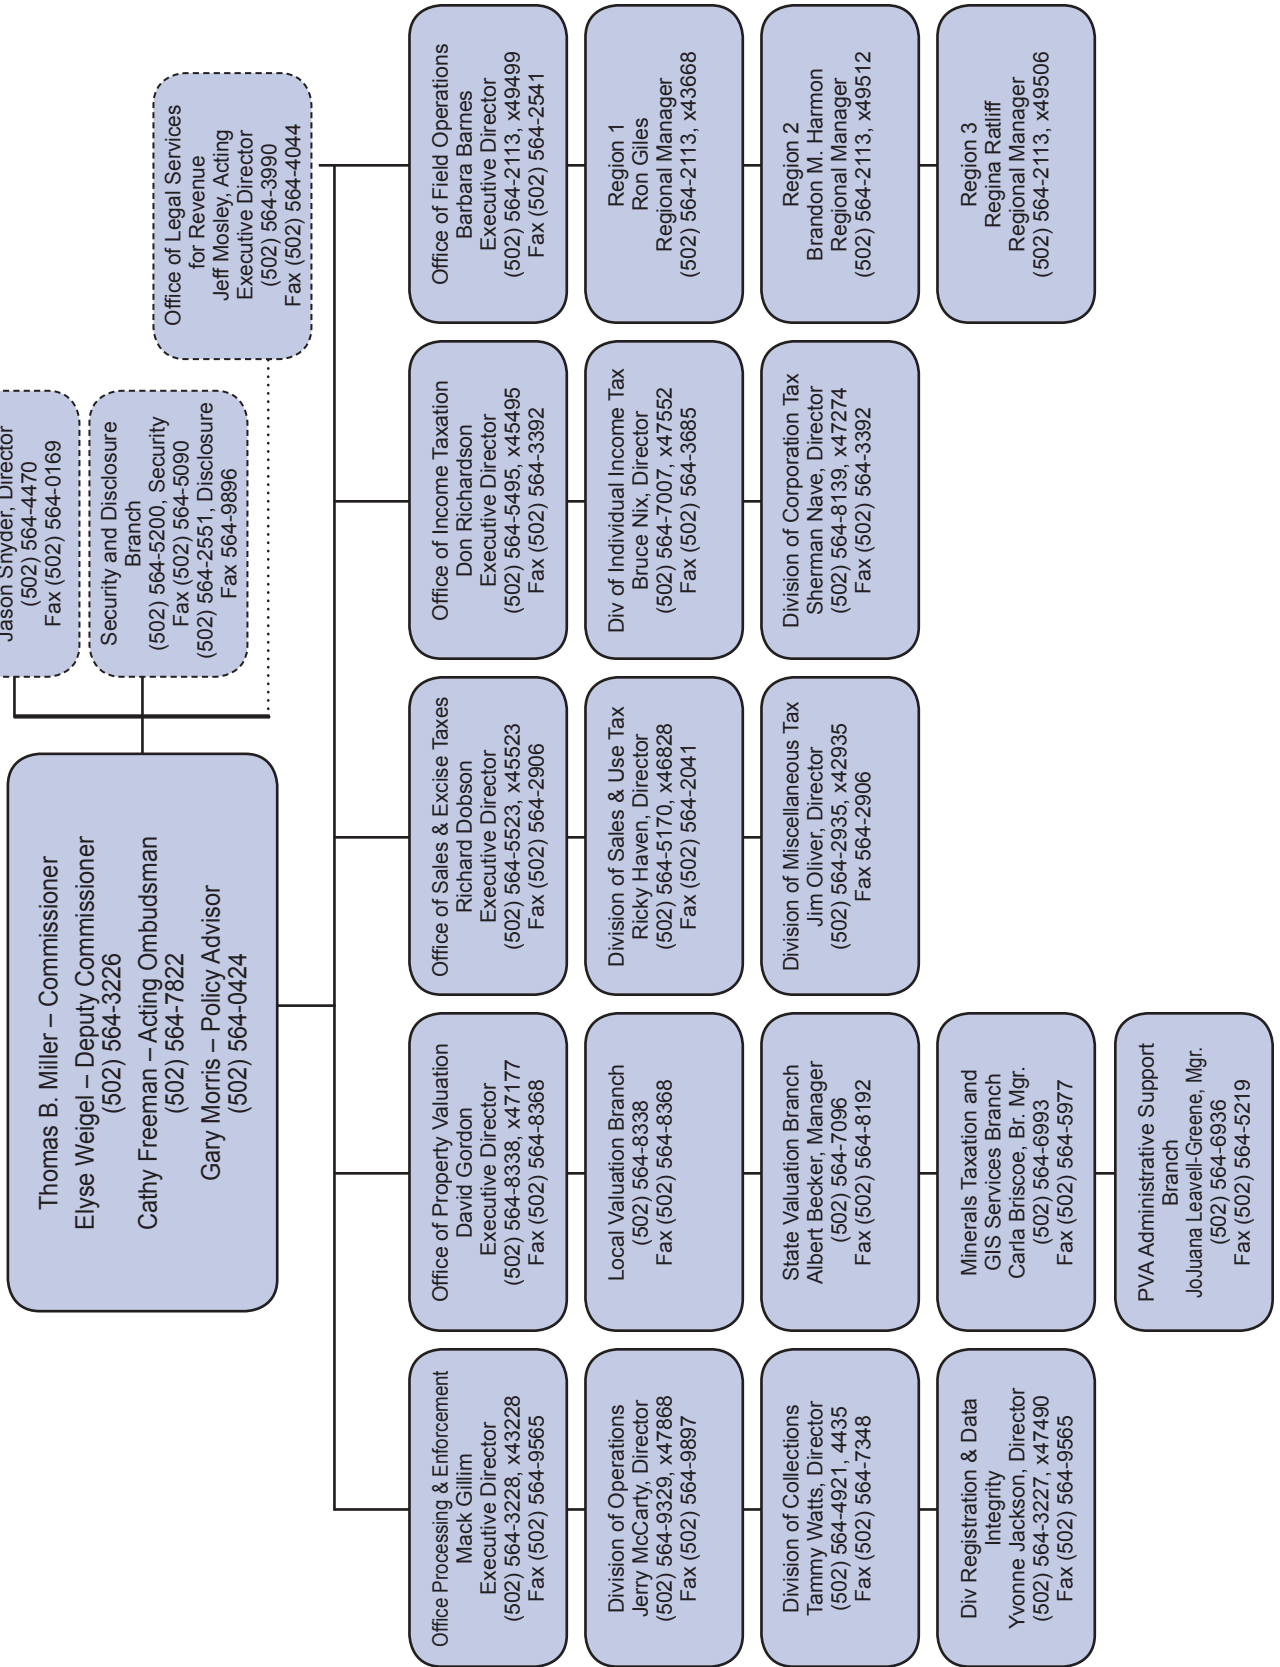 Jason Snyder, Director
(502) 564-4470
Fax (502) 564-0169
Security and Disclosure
Branch
(502) 564-5200, Security
Fax (502) 564-5090
(502) 564-2551, Disclosure
Fax 564-9896
Office of Legal Services
for Revenue
Jeff Mosley, Acting
Executive Director
(502) 564-3990
Fax (502) 564-4044
Thomas B. Miller – Commissioner
Elyse Weigel – Deputy Commissioner
(502) 564-3226
Cathy Freeman – Acting Ombudsman
(502) 564-7822
Gary Morris – Policy Advisor
(502) 564-0424
Office Processing & Enforcement
Mack Gillim
Executive Director
(502) 564-3228, x43228
Fax (502) 564-9565
Division of Operations
Jerry McCarty, Director
(502) 564-9329, x47868
Fax (502) 564-9897
Division of Collections
Tammy Watts, Director
(502) 564-4921, 4435
Fax (502) 564-7348
Div Registration & Data
Integrity
Yvonne Jackson, Director
(502) 564-3227, x47490
Fax (502) 564-9565
Office of Property Valuation
David Gordon
Executive Director
(502) 564-8338, x47177
Fax (502) 564-8368
Local Valuation Branch
(502) 564-8338
Fax (502) 564-8368
State Valuation Branch
Albert Becker, Manager
(502) 564-7096
Fax (502) 564-8192
Minerals Taxation and
GIS Services Branch
Carla Briscoe, Br. Mgr.
(502) 564-6993
Fax (502) 564-5977
PVA Administrative Support
Branch
JoJuana Leavell-Greene, Mgr.
(502) 564-6936
Fax (502) 564-5219
Office of Sales & Excise Taxes
Richard Dobson
Executive Director
(502) 564-5523, x45523
Fax (502) 564-2906
Division of Sales & Use Tax
Ricky Haven, Director
(502) 564-5170, x46828
Fax (502) 564-2041
Division of Miscellaneous Tax
Jim Oliver, Director
(502) 564-2935, x42935
Fax 564-2906
Office of Income Taxation
Don Richardson
Executive Director
(502) 564-5495, x45495
Fax (502) 564-3392
Div of Individual Income Tax
Bruce Nix, Director
(502) 564-7007, x47552
Fax (502) 564-3685
Division of Corporation Tax
Sherman Nave, Director
(502) 564-8139, x47274
Fax (502) 564-3392
Office of Field Operations
Barbara Barnes
Executive Director
(502) 564-2113, x49499
Fax (502) 564-2541
Region 1
Ron Giles
Regional Manager
(502) 564-2113, x43668
Region 2
Brandon M. Harmon
Regional Manager
(502) 564-2113, x49512
Region 3
Regina Ratliff
Regional Manager
(502) 564-2113, x49506